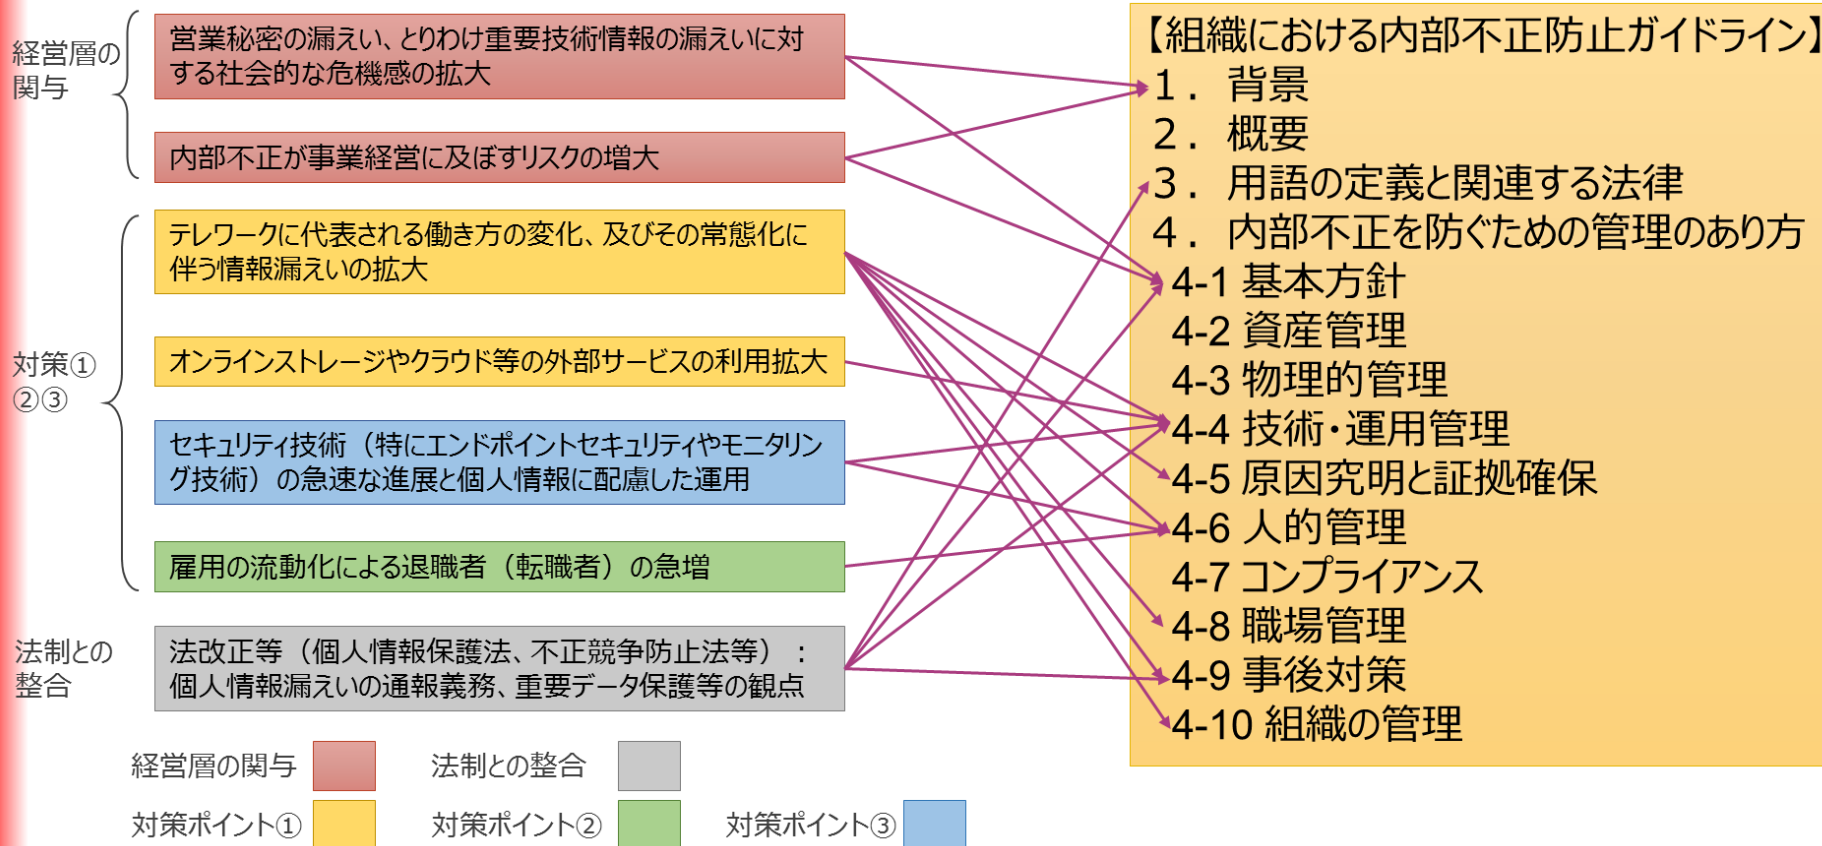 経営層の
関与
営業秘密の漏えい、とりわけ重要技術情報の漏えいに対
する社会的な危機感の拡大
内部不正が事業経営に及ぼすリスクの増大
対策①
②③
テレワークに代表される働き方の変化、及びその常態化に
伴う情報漏えいの拡大
オンラインストレージやクラウド等の外部サービスの利用拡大
セキュリティ技術（特にエンドポイントセキュリティやモニタリン
グ技術）の急速な進展と個人情報に配慮した運用
雇用の流動化による退職者（転職者）の急増
法制との
整合
法改正等（個人情報保護法、不正競争防止法等）：
個人情報漏えいの通報義務、重要データ保護等の観点
【組織における内部不正防止ガイドライン】
１．背景
２．概要
３．用語の定義と関連する法律
４．内部不正を防ぐための管理のあり方
4-1 基本方針
4-2 資産管理
4-3 物理的管理
4-4 技術・運用管理
4-5 原因究明と証拠確保
4-6 人的管理
4-7 コンプライアンス
4-8 職場管理
4-9 事後対策
4-10 組織の管理
経営層の関与
法制との整合
対策ポイント①
対策ポイント②
対策ポイント③